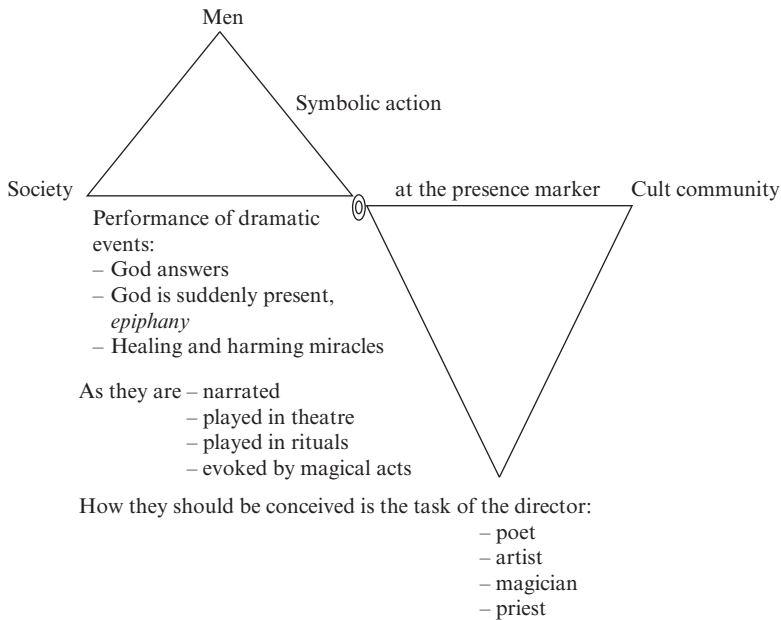 Men
Symbolic action
Society
at the presence marker
Cult community
Performance of dramatic
events:
– God answers
– God is suddenly present,
epiphany
– Healing and harming miracles
As they are – narrated
– played in theatre
– played in rituals
– evoked by magical acts
How they should be conceived is the task of the director:
– poet
– artist
– magician
– priest